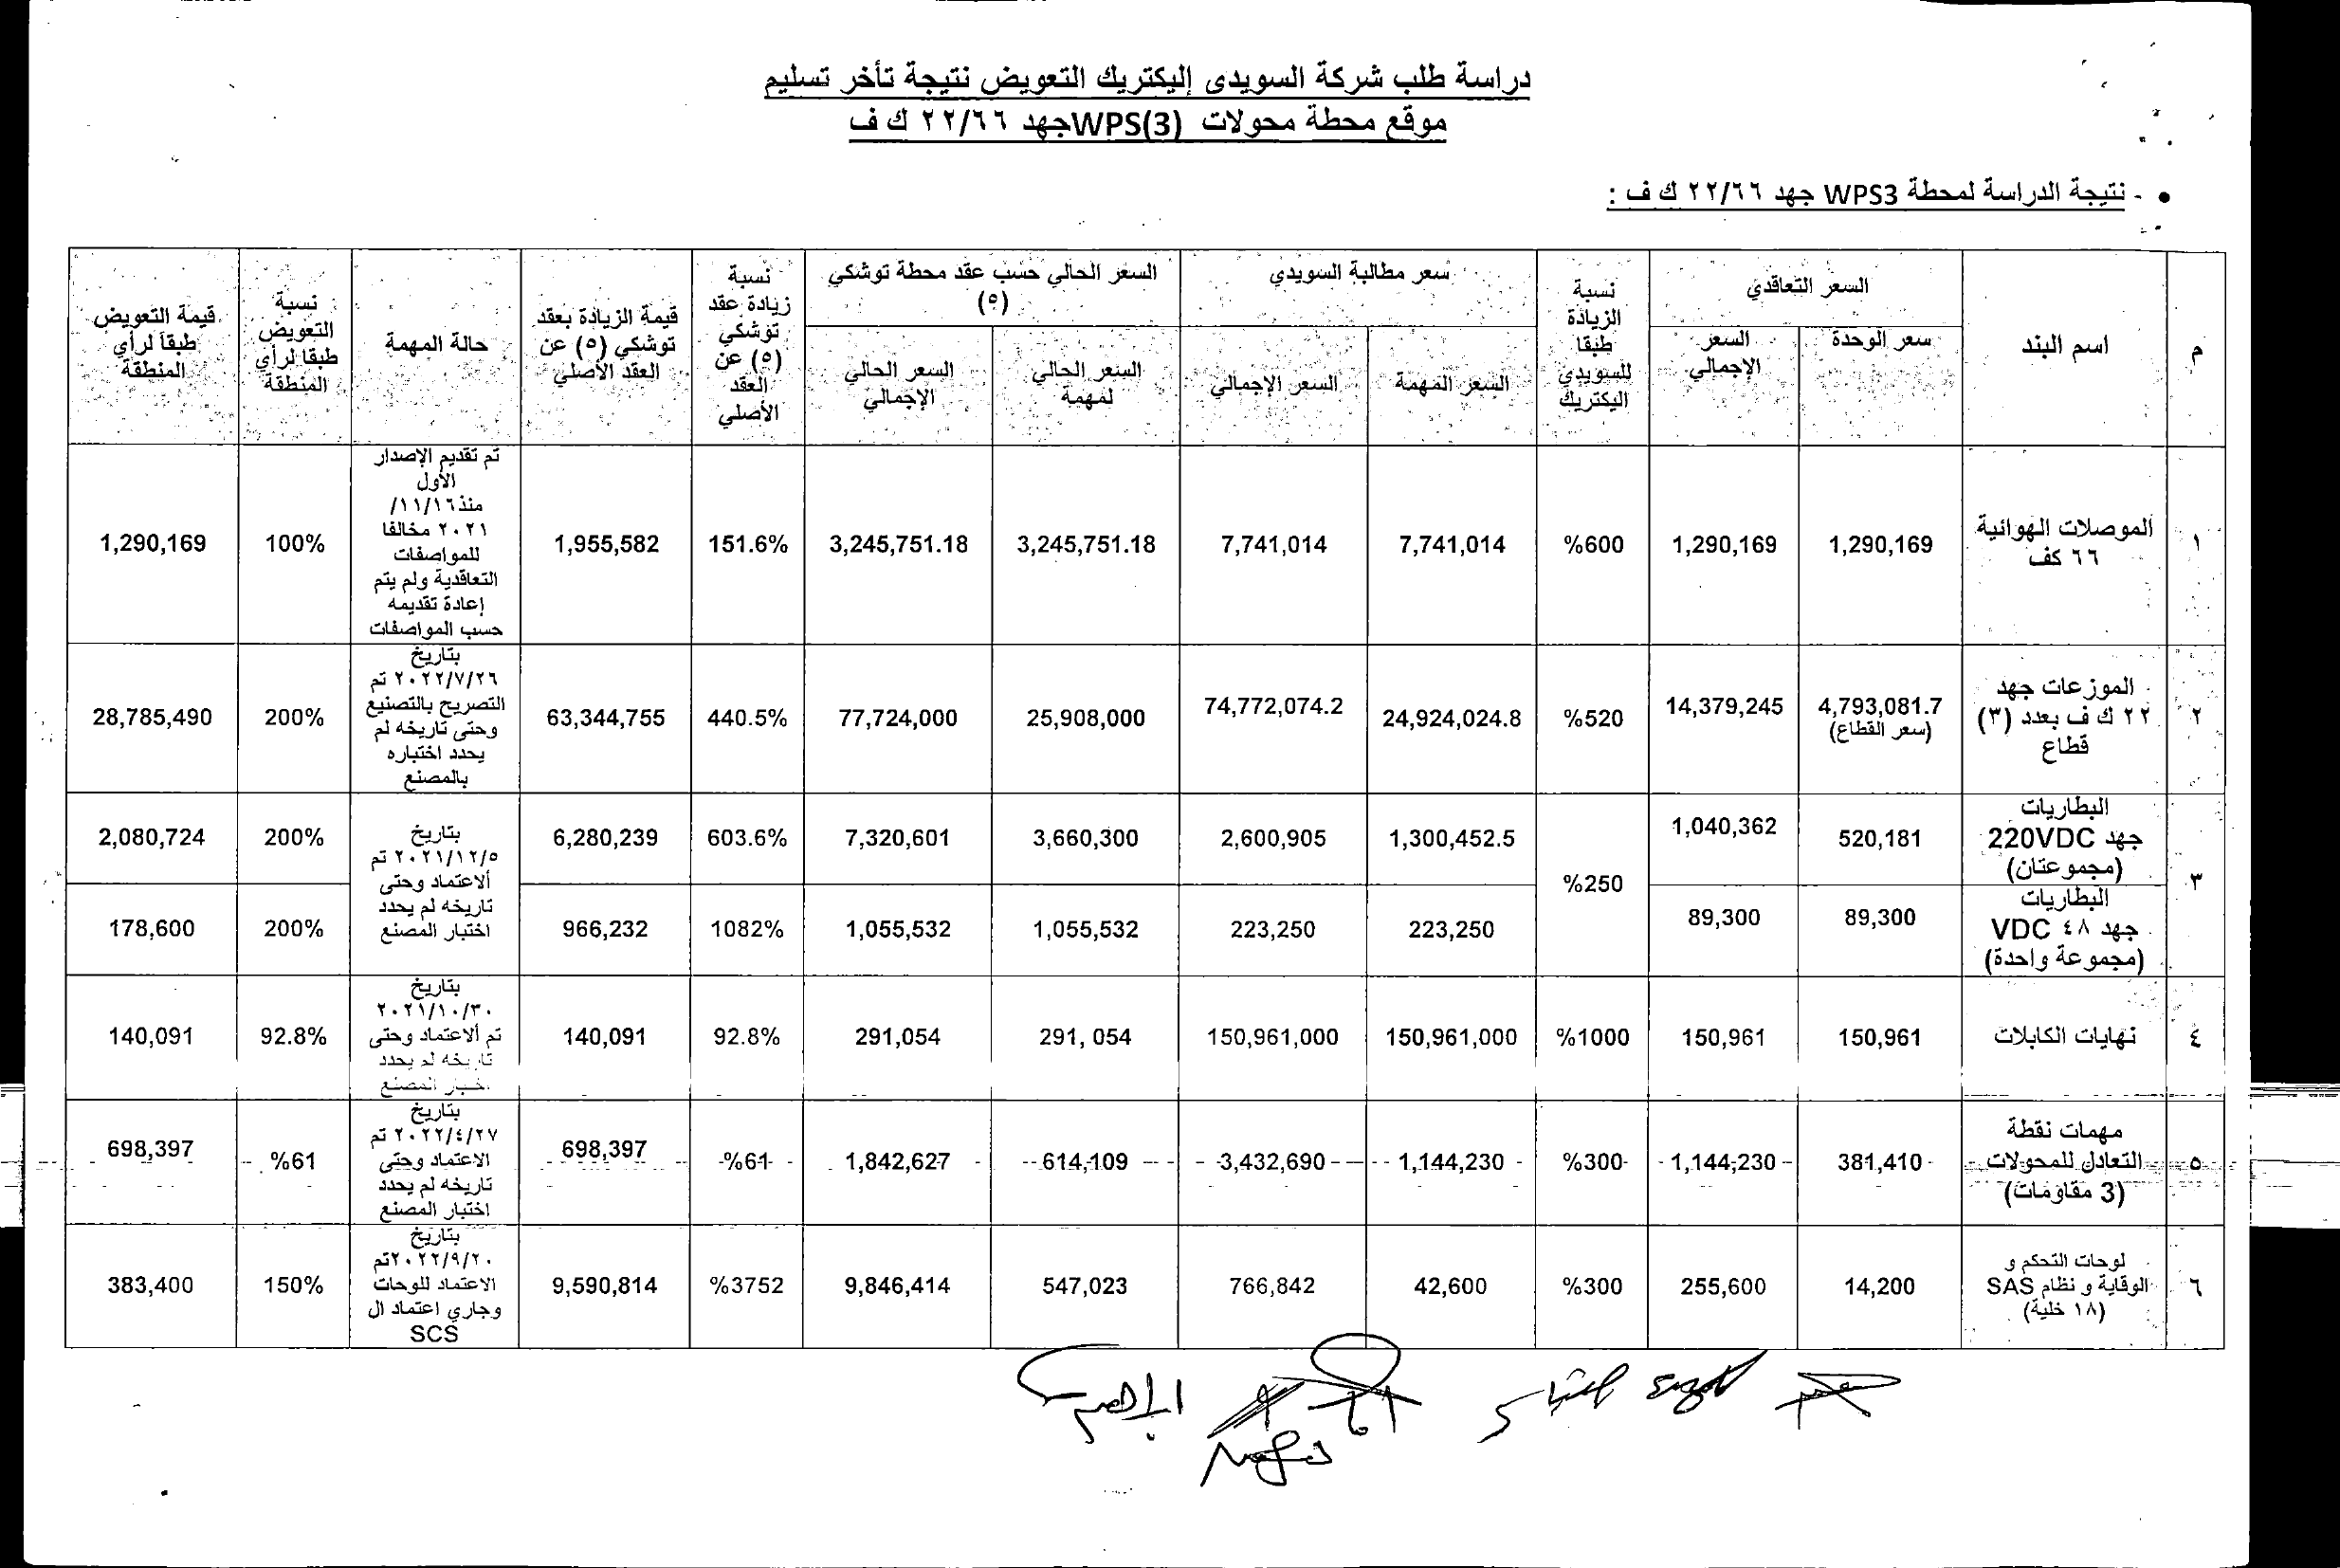 دراسة طلب شركة السويدى إليكتريك التعويض نتيجة تأخر تسليم
موقع محطة محولات WPS(3)جهد ٢٢/٦٦ ك ف
• - نتيجة الدراسة لمحطة WPS3 جهد ٢٢/٦٦ ك ف :
م
اسم البند
السعر التعاقدي
سعر الوحدة
السعر
الإجمالي
نسبة
الزيادة
طبقا
للسويدي
اليكتريك
سعر مطالبة السويدي
السعر المهمة
السعر الإجمالي
السعر الحالي حسب عقد محطة توشكي
(٥)
السعر الحالي
لمهمة
السعر الحالي
الإجمالي
نسبة
زيادة عقد
توشكي
(٥) عن
العقد
الأصلي
قيمة الزيادة بعقد
توشكي (٥) عن
العقد الأصلي
حالة المهمة
نسبة
التعويض
طبقا لرأي
المنطقة
قيمة التعويض
طبقا لرأي
المنطقة
١
الموصلات الهوائية
٦٦ كف
1,290,169
1,290,169
%600
7,741,014
7,741,014
3,245,751.18
3,245,751.18
151.6%
1,955,582
تم تقديم الإصدار
الأول
منذ١١/١٦/
٢٠٢١ مخالفا
للمواصفات
التعاقدية ولم يتم
إعادة تقديمه
حسب المواصفات
100%
1,290,169
٢
الموزعات جهد
٢٢ ك ف بعدد (٣)
قطاع
4,793,081.7
(سعر القطاع)
14,379,245
%520
24,924,024.8
74,772,074.2
25,908,000
77,724,000
440.5%
63,344,755
بتاريخ
٢٠٢٢/٧/٢٦ تم
التصريح بالتصنيع
وحتى تاريخه لم
يحدد اختباره
بالمصنع
200%
28,785,490
٣
البطاريات
جهد 220VDC
(مجموعتان)
520,181
1,040,362
%250
1,300,452.5
2,600,905
3,660,300
7,320,601
603.6%
6,280,239
بتاريخ
٢٠٢١/١٢/٥ تم
ألاعتماد وحتى
تاريخه لم يحدد
اختبار المصنع
200%
2,080,724
البطاريات
جهد ٤٨ VDC
(مجموعة واحدة)
89,300
89,300
223,250
223,250
1,055,532
1,055,532
1082%
966,232
200%
178,600
٤
نهايات الكابلات
150,961
150,961
%1000
150,961,000
150,961,000
291, 054
291,054
92.8%
140,091
بتاريخ
٢٠٢١/١٠/٣٠
تم ألاعتماد وحتى
تاريخه لم يحدد
اختبار المصنع
92.8%
140,091
٥
مهمات نقطة
التعادل للمحولات
(3 مقاومات)
381,410
1,144,230
%300
1,144,230
3,432,690
614,109
1,842,627
%61
698,397
بتاريخ
٢٠٢٢/٤/٢٧ تم
الاعتماد وحتى
تاريخه لم يحدد
اختبار المصنع
%61
698,397
٦
لوحات التحكم و
الوقاية و نظام SAS
(١٨ خلية)
14,200
255,600
%300
42,600
766,842
547,023
9,846,414
%3752
9,590,814
بتاريخ
٢٠٢٢/٩/٢٠تم
الاعتماد للوحات
وجاري اعتماد ال
SCS
150%
383,400